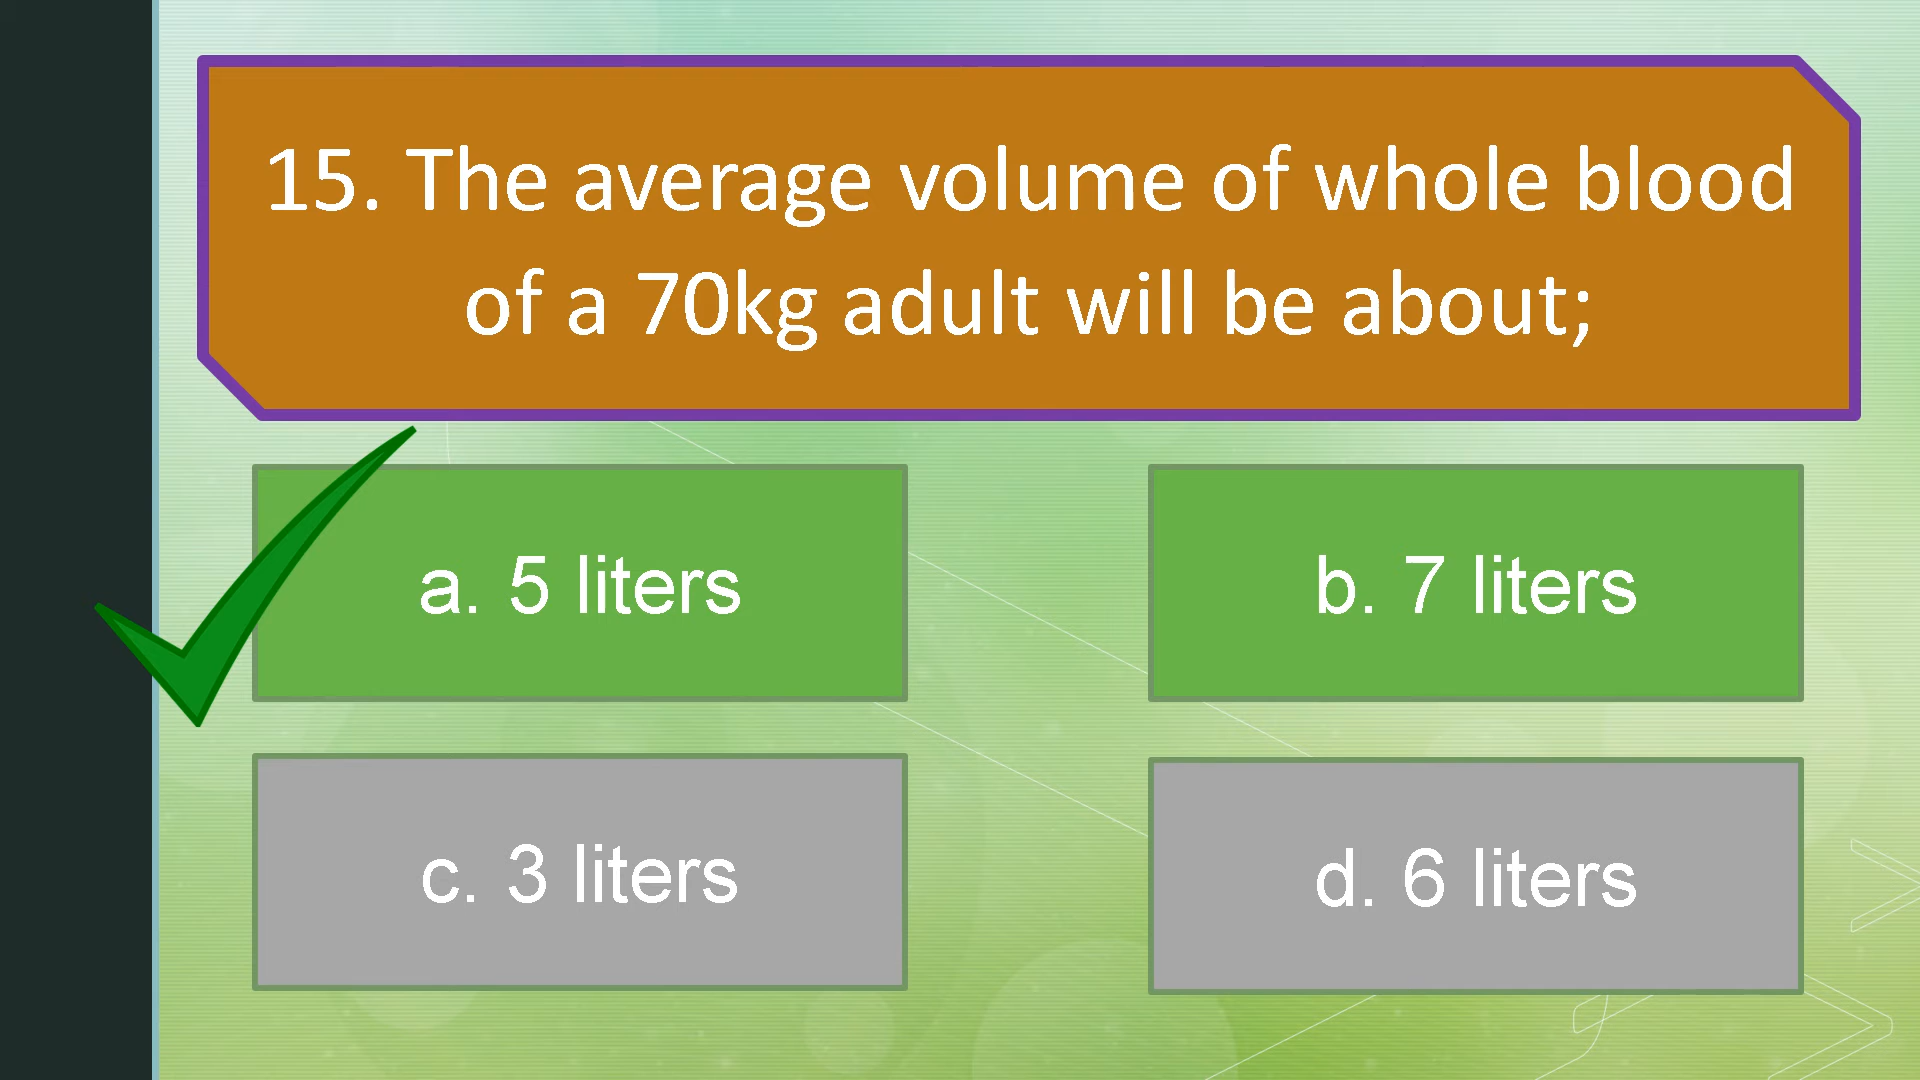 15. The average volume of whole blood
of a 70kg adult will be about;
a. 5 liters
b. 7 liters
c. 3 liters
d. 6 liters